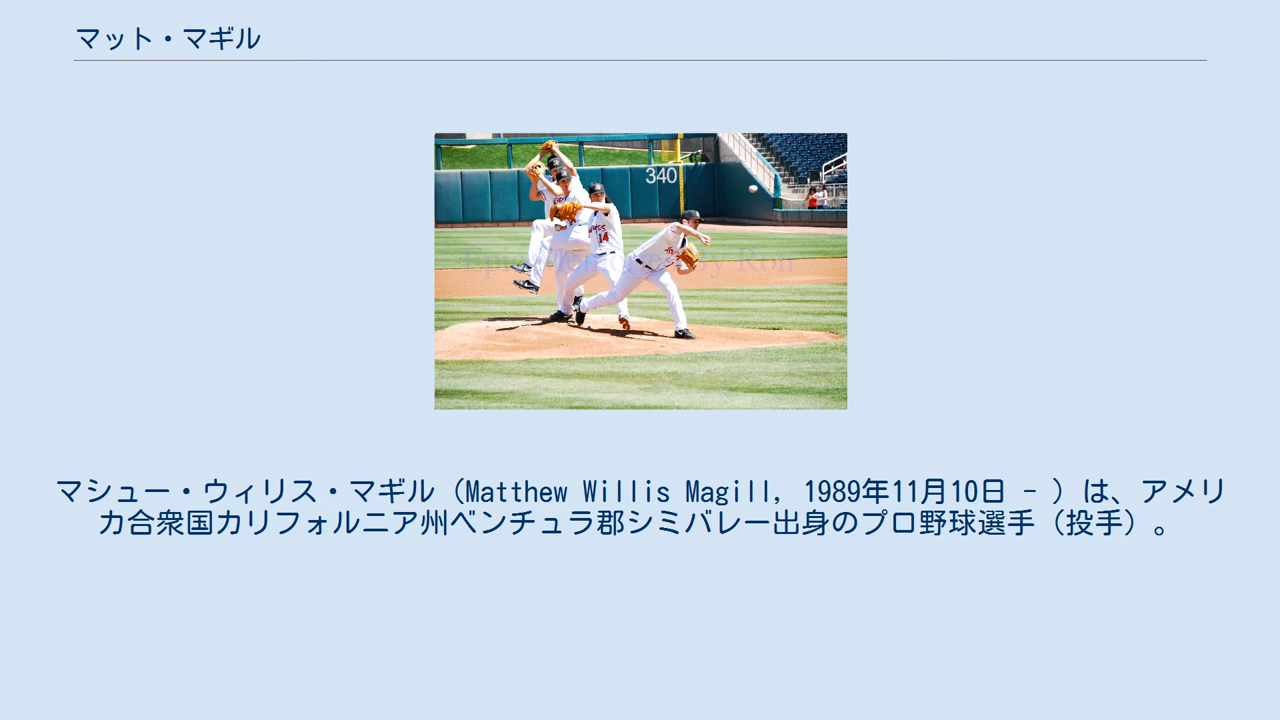 マット・マギル
340
14
マシュー・ウィリス・マギル（Matthew Willis Magill, 1989年11月10日 - ）は、アメリ
カ合衆国カリフォルニア州ベンチュラ郡シミバレー出身のプロ野球選手（投手）。